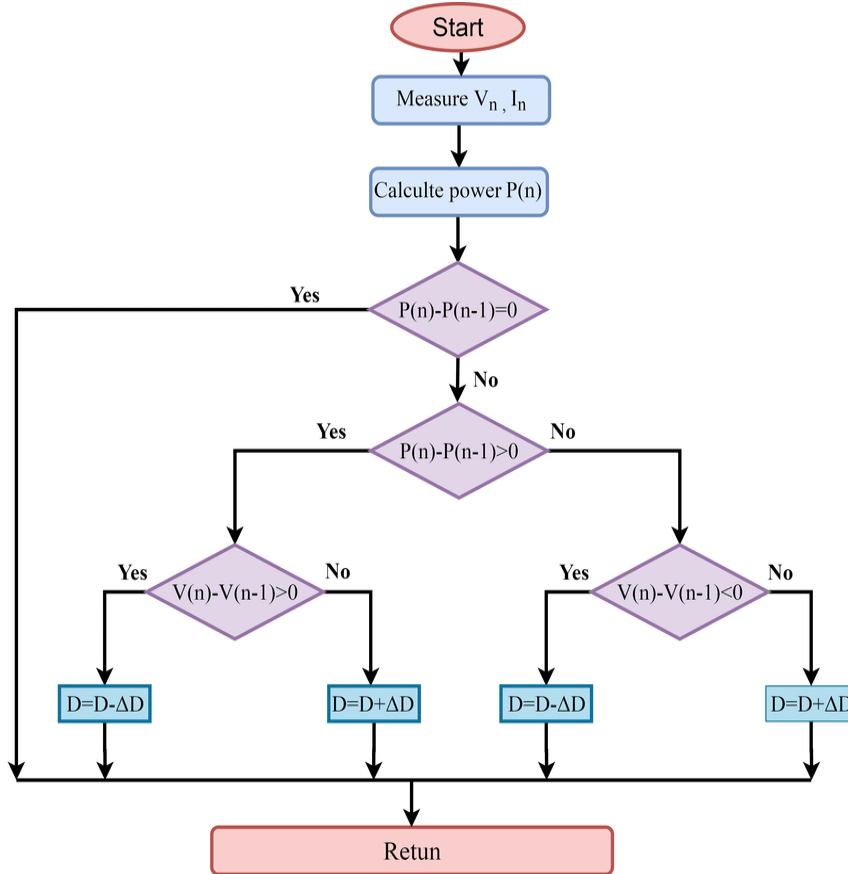 Start
Measure Vn , In
Calculte power P(n)
Yes
P(n)-P(n-1)=0
No
Yes
P(n)-P(n-1)>0
No
Yes
V(n)-V(n-1)>0
No
Yes
V(n)-V(n-1)<0
No
D=D-ΔD
D=D+ΔD
D=D-ΔD
D=D+ΔD
Retun